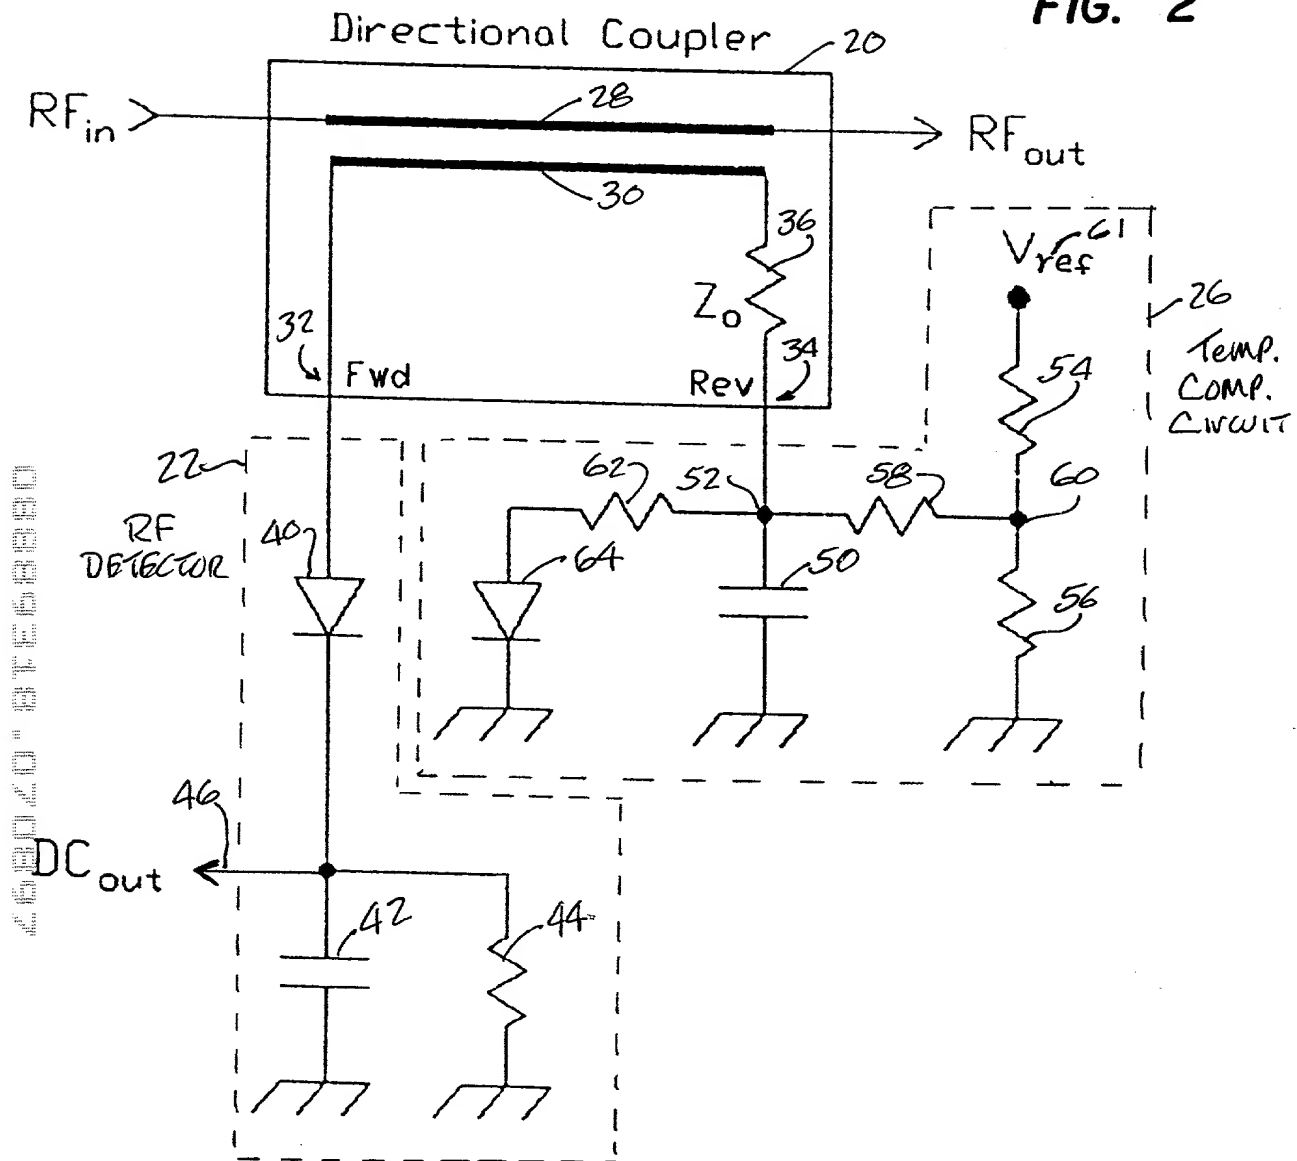 FIG. 2
Directional Coupler
20
RFin
28
RFout
30
36
Zo
Vref
61
26
Temp.
Comp.
Circuit
32
Fwd
Rev
34
54
22
RF
DETECTOR
40
62
52
58
60
64
50
56
46
DCout
42
44